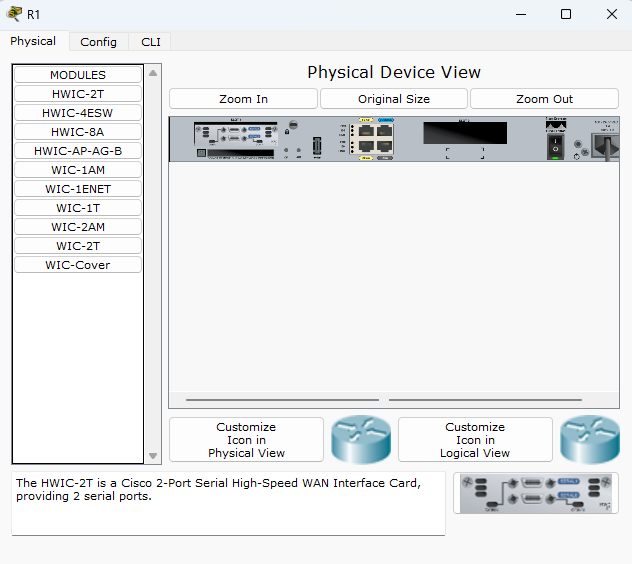 R1
Physical
Config
CLI
MODULES
HWIC-2T
HWIC-4ESW
HWIC-8A
HWIC-AP-AG-B
WIC-1AM
WIC-1ENET
WIC-1T
WIC-2AM
WIC-2T
WIC-Cover
Physical Device View
Zoom In
Original Size
Zoom Out
Customize
Icon in
Physical View
Customize
Icon in
Logical View
The HWIC-2T is a Cisco 2-Port Serial High-Speed WAN Interface Card,
providing 2 serial ports.